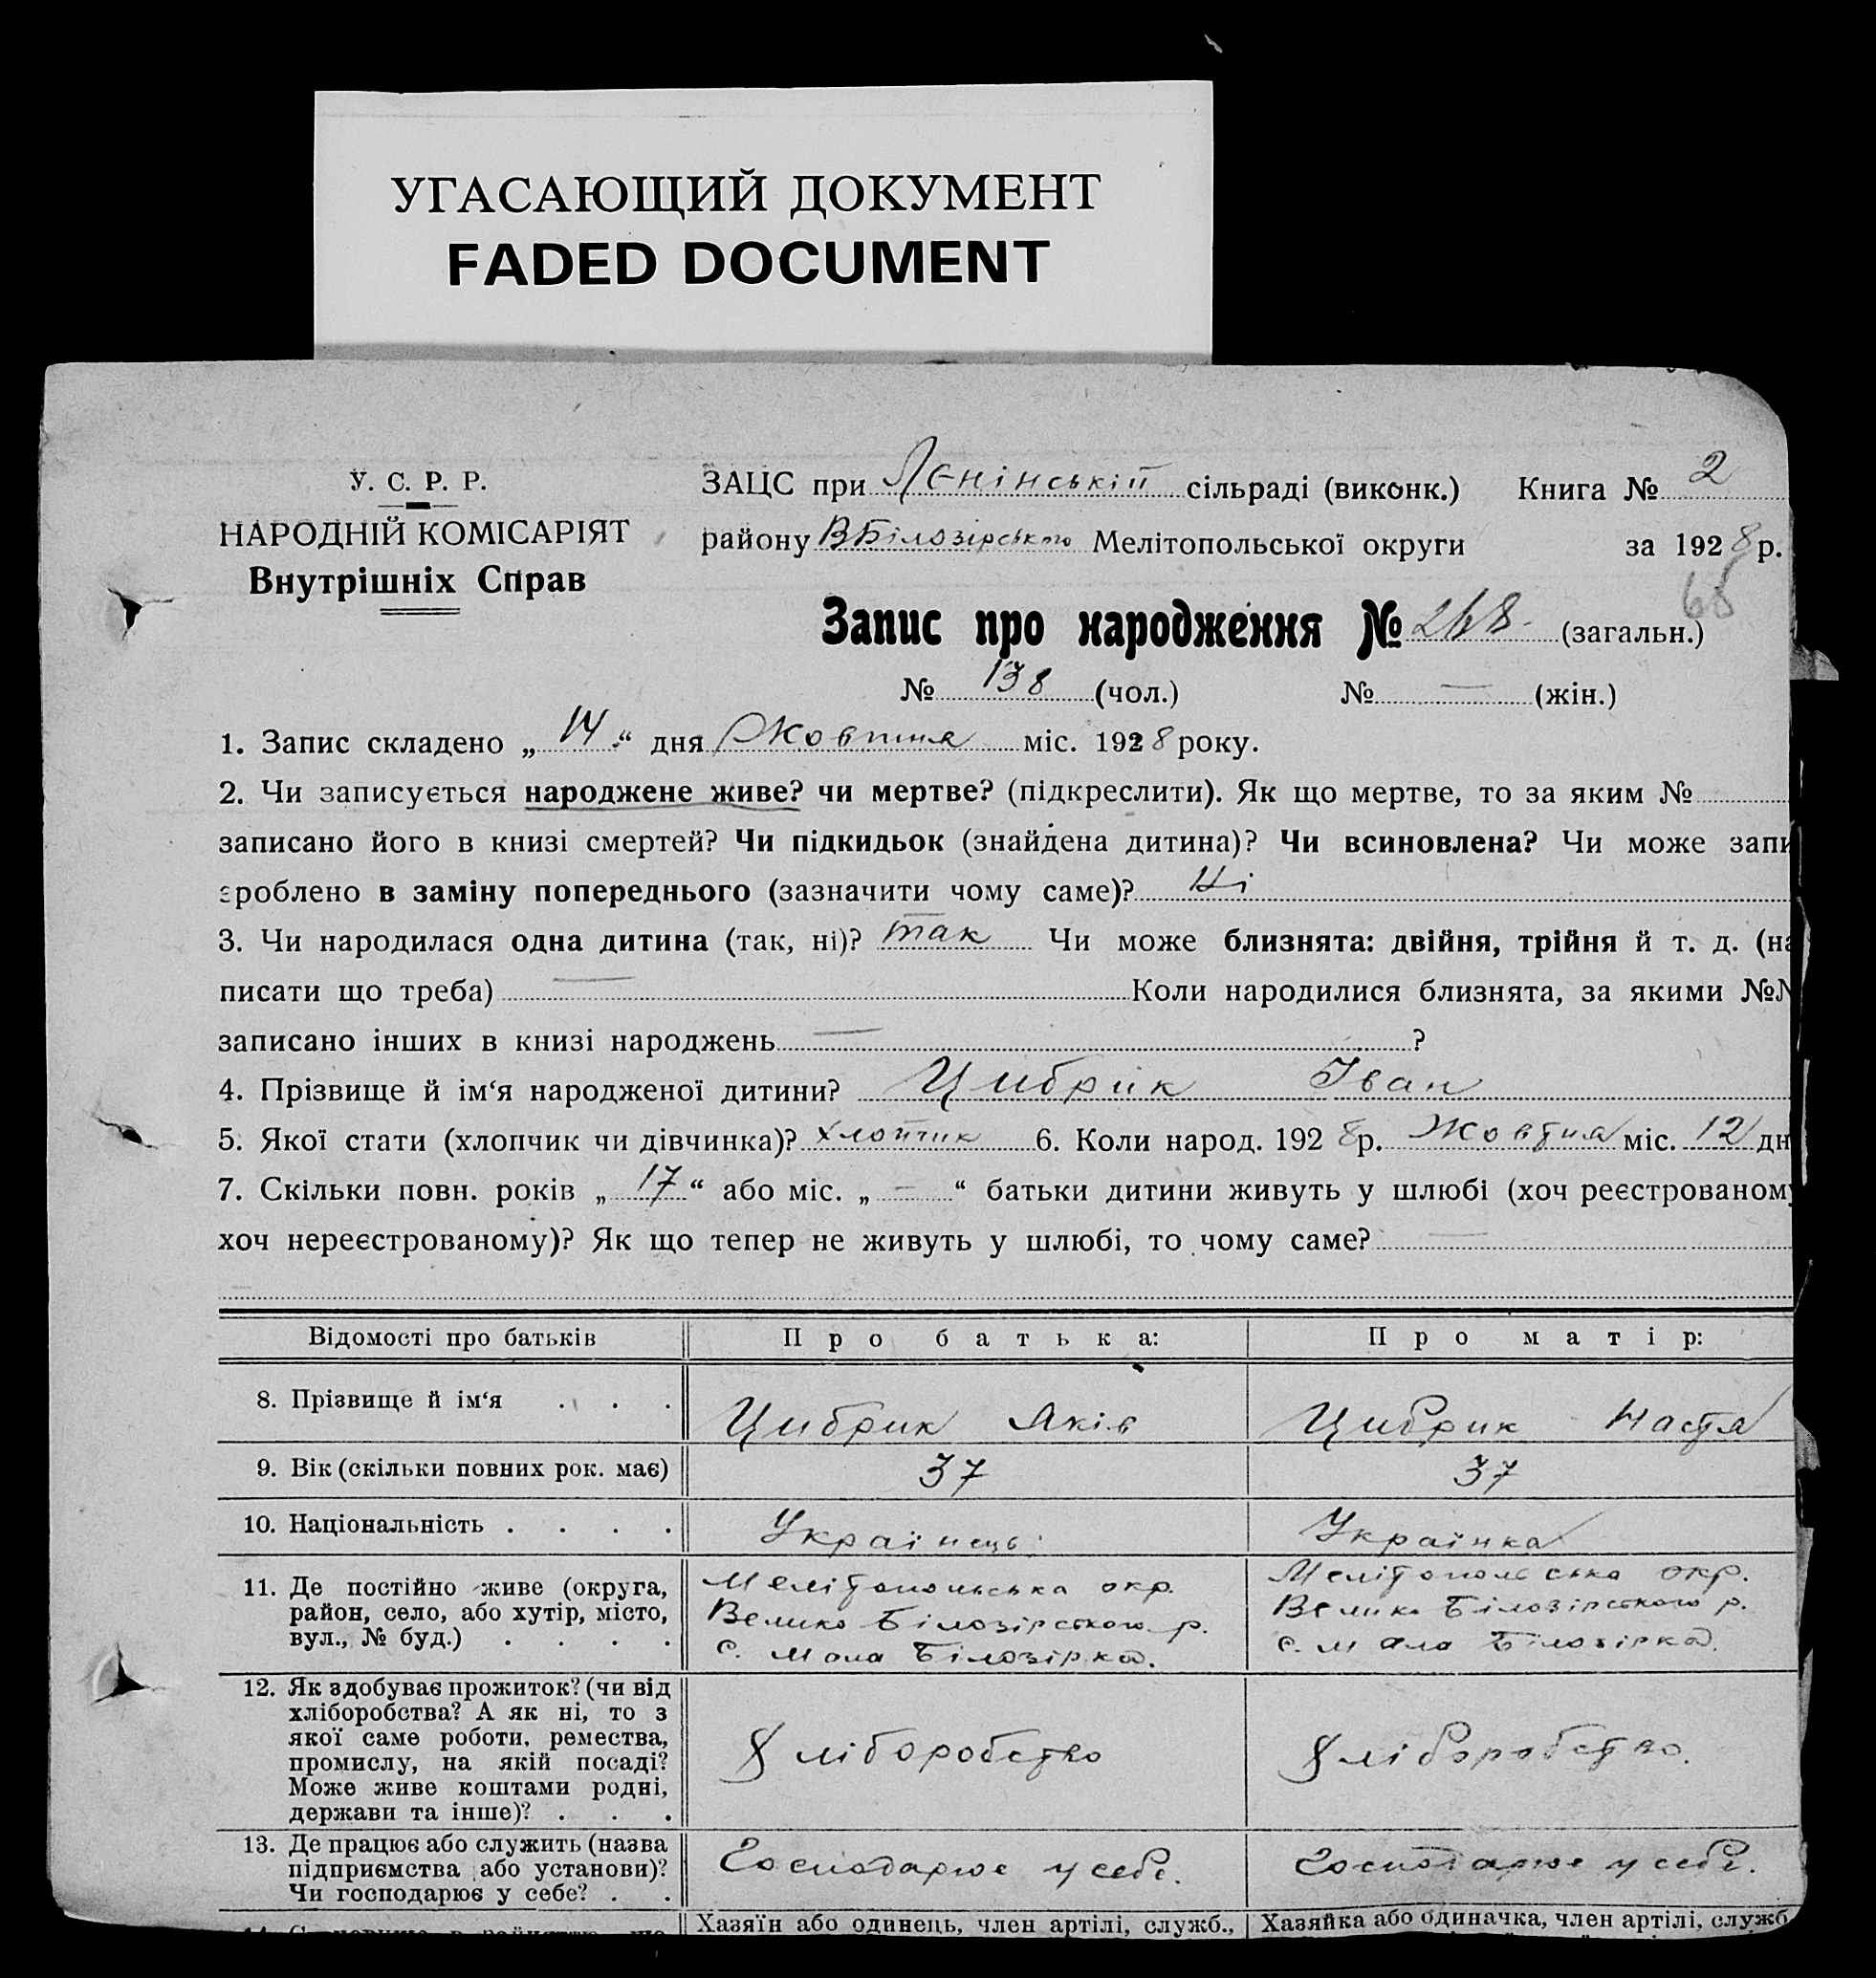 УГАСАЮЩИЙ ДОКУМЕНТ
FADED DOCUMENT
У. С. Р. Р.
НАРОДНІЙ КОМІСАРІЯТ
Внутрішніх Справ
ЗАЦС при Лєнінській сільраді (виконк.) Книга № 2
району ВБілозірського Мелітопольської округи за 1928 р.
68
Запис про народження № (загальн.)
№ 138 (чол.) № — (жін.)
1. Запис складено „14“ дня Жовтня міс. 1928 року.
2. Чи записується народжене живе? чи мертве? (підкреслити). Як що мертве, то за яким №
записано його в книзі смертей? Чи підкидьок (знайдена дитина)? Чи всиновлена? Чи може запи
зроблено в заміну попереднього (зазначити чому саме)? Ні
3. Чи народилася одна дитина (так, ні)? так Чи може близнята: двійня, трійня й т. д. (на
писати що треба) — Коли народилися близнята, за якими №№
записано інших в книзі народжень — ?
4. Прізвище й ім‘я народженої дитини? Цибрик Іван
5. Якої стати (хлопчик чи дівчинка)? хлопчик 6. Коли народ. 1928 р. Жовтня міс. 12 дн
7. Скільки повн. років „17“ або міс. „—“ батьки дитини живуть у шлюбі (хоч реєстрованому
хоч нереєстрованому)? Як що тепер не живуть у шлюбі, то чому саме? —
Відомості про батьків Про батька: Про матір:
8. Прізвище й ім‘я . . . Цибрик Яків Цибрик Настя
9. Вік (скільки повних рок. має) 37 37
10. Національність . . . . Українець Українка
11. Де постійно живе (округа,
район, село, або хутір, місто,
вул., № буд.) . . . .
Мелітопольська окр.
Велико Білозірського р.
с. Мала Білозірка.
Мелітопольська окр.
Велико Білозірського р.
с. Мала Білозірка.
12. Як здобуває прожиток? (чи від
хліборобства? А як ні, то з
якої саме роботи, ремества,
промислу, на якій посаді?
Може живе коштами родні,
держави та інше)? . . .
Хліборобство
Хліборобство.
13. Де працює або служить (назва
підприємства або установи)?
Чи господарює у себе? . .
Господарює у себе.
Господарює у себе.
Хазяїн або одинець, член артілі, служб., Хазяйка або одиначка, член артілі, служб